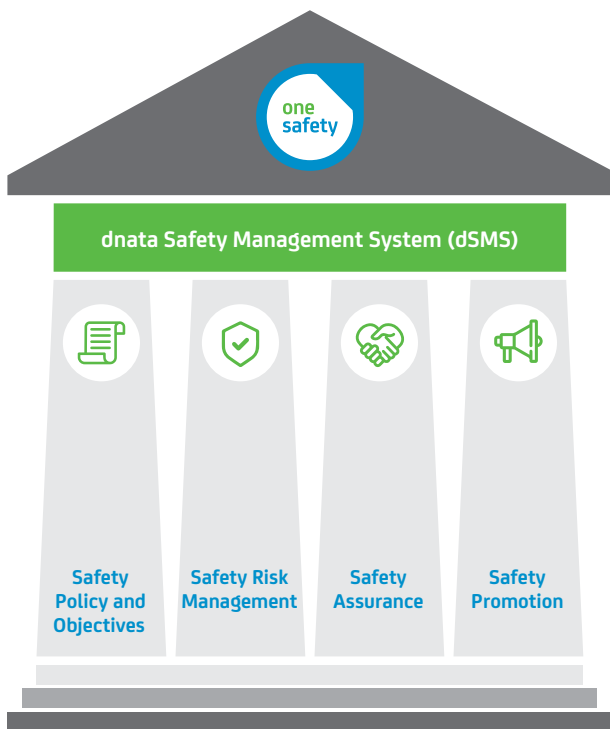 one
safety
dnata Safety Management System (dSMS)
Safety
Policy and
Objectives
Safety Risk
Management
Safety
Assurance
Safety
Promotion